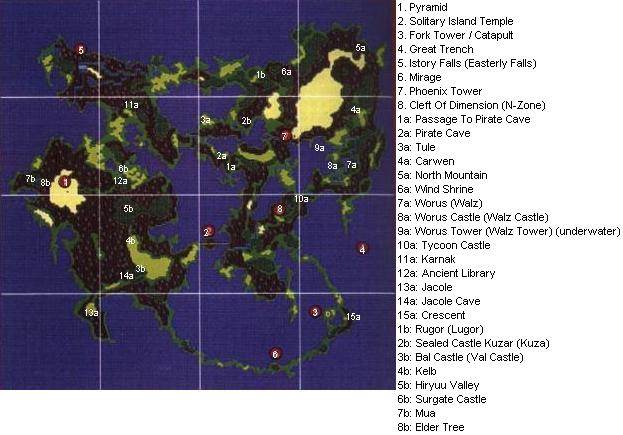 5
5a
1b
6a
11a
4a
3a
2b
7
9a
2a
1a
8a
7a
6b
12a
7b
8b
1
10a
5b
8
2
4b
4
3b
14a
13a
3
15a
6
1. Pyramid
2. Solitary Island Temple
3. Fork Tower / Catapult
4. Great Trench
5. Istory Falls (Easterly Falls)
6. Mirage
7. Phoenix Tower
8. Cleft Of Dimension (N-Zone)
1a: Passage To Pirate Cave
2a: Pirate Cave
3a: Tule
4a: Carwen
5a: North Mountain
6a: Wind Shrine
7a: Worus (Walz)
8a: Worus Castle (Walz Castle)
9a: Worus Tower (Walz Tower) (underwater)
10a: Tycoon Castle
11a: Karnak
12a: Ancient Library
13a: Jacole
14a: Jacole Cave
15a: Crescent
1b: Rugor (Lugor)
2b: Sealed Castle Kuzar (Kuza)
3b: Bal Castle (Val Castle)
4b: Kelb
5b: Hiryuu Valley
6b: Surgate Castle
7b: Mua
8b: Elder Tree